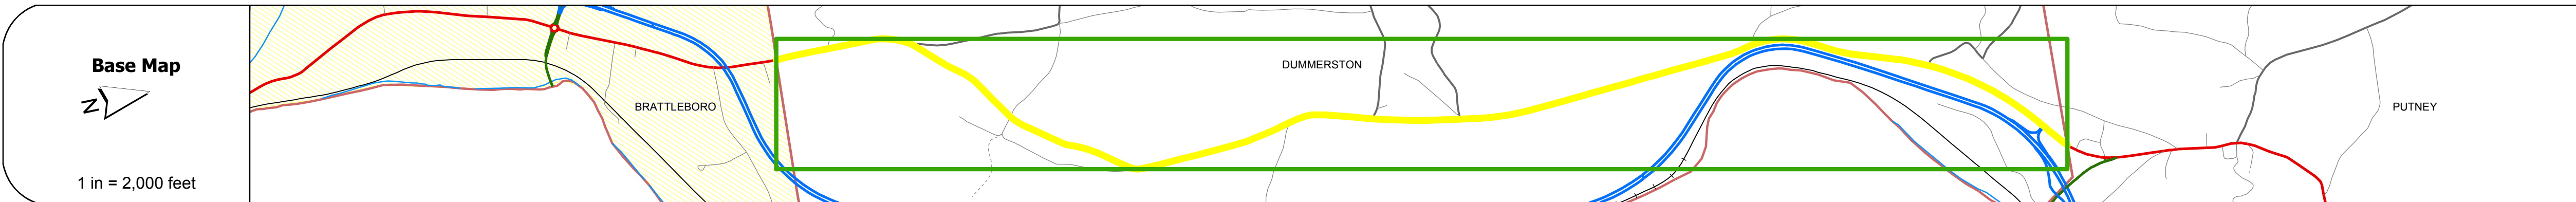 Base Map
N
1 in = 2,000 feet
BRATTLEBORO
DUMMERSTON
PUTNEY